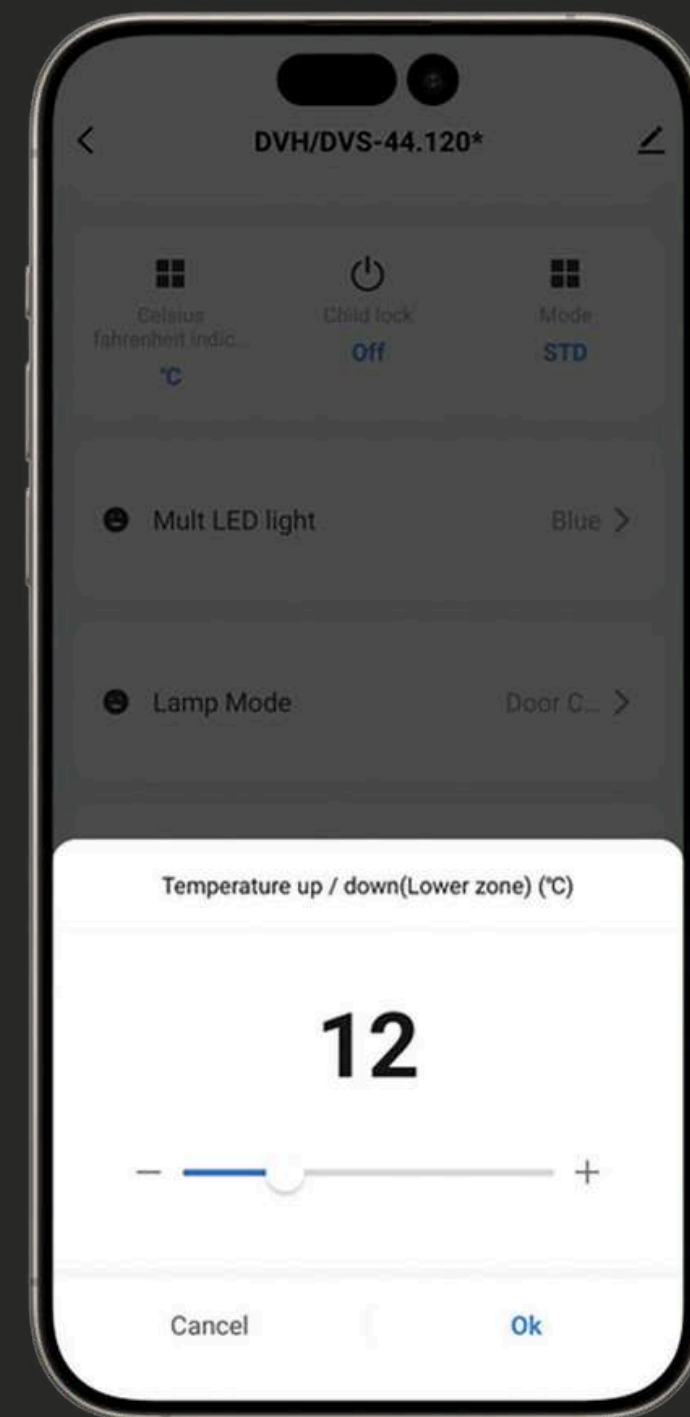 DVH/DVS-44.120*
Celsius
fahrenheit indic...
°C
Child lock
Off
Mode
STD
Mult LED light
Blue
Lamp Mode
Door C...
Temperature up / down(Lower zone) (°C)
12
Cancel
Ok